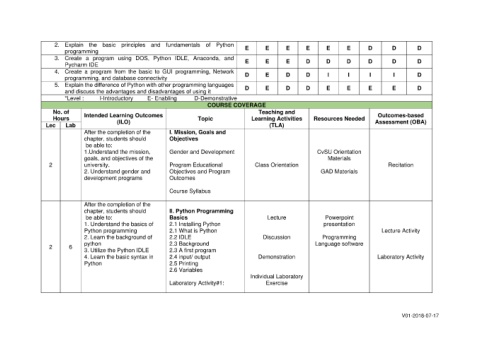 2. Explain the basic principles and fundamentals of Python programming E E E E E E D D D
3. Create a program using DOS, Python IDLE, Anaconda, and Pycharm IDE E E E D D D D D D
4. Create a program from the basic to GUI programming, Network programming, and database connectivity D E D D I I I I D
5. Explain the difference of Python with other programming languages and discuss the advantages and disadvantages of using it D E D D E E E E D
*Level : I-Introductory E- Enabling D-Demonstrative
COURSE COVERAGE
No. of Hours
Lec Lab
Intended Learning Outcomes (ILO)
Topic
Teaching and Learning Activities (TLA)
Resources Needed
Outcomes-based Assessment (OBA)
2
After the completion of the
chapter, students should
be able to:
1.Understand the mission,
goals, and objectives of the
university.
2. Understand gender and
development programs
I. Mission, Goals and
Objectives
Gender and Development
Program Educational
Objectives and Program
Outcomes
Course Syllabus
Class Orientation
CvSU Orientation
Materials
GAD Materials
Recitation
2 6
After the completion of the
chapter, students should
be able to:
1. Understand the basics of
Python programming
2. Learn the background of
python
3. Utilize the Python IDLE
4. Learn the basic syntax in
Python
II. Python Programming
Basics
2.1 Installing Python
2.1 What is Python
2.2 IDLE
2.3 Background
2.3 A first program
2.4 input/ output
2.5 Printing
2.6 Variables
Laboratory Activity#1:
Lecture
Discussion
Demonstration
Individual Laboratory
Exercise
Powerpoint
presentation
Programming
Language software
Lecture Activity
Laboratory Activity
V01-2018-07-17